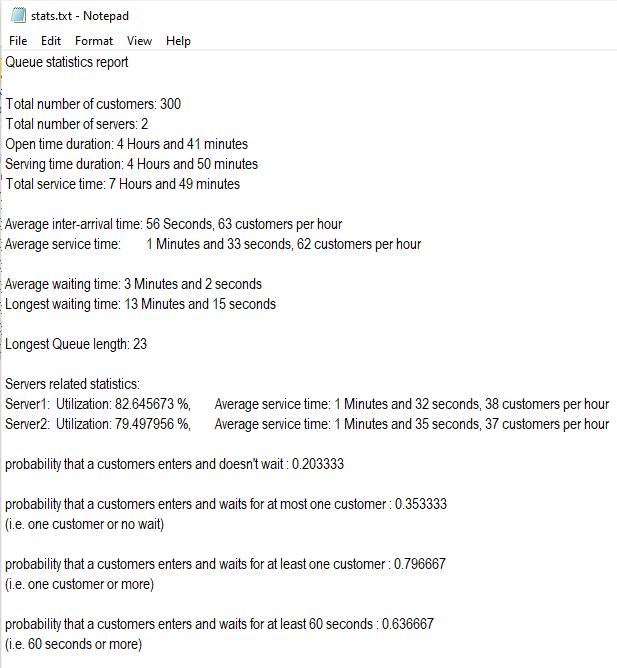 stats.txt - Notepad
File Edit Format View Help
Queue statistics report
Total number of customers: 300
Total number of servers: 2
Open time duration: 4 Hours and 41 minutes
Serving time duration: 4 Hours and 50 minutes
Total service time: 7 Hours and 49 minutes
Average inter-arrival time: 56 Seconds, 63 customers per hour
Average service time: 1 Minutes and 33 seconds, 62 customers per hour
Average waiting time: 3 Minutes and 2 seconds
Longest waiting time: 13 Minutes and 15 seconds
Longest Queue length: 23
Servers related statistics:
Server1: Utilization: 82.645673 %, Average service time: 1 Minutes and 32 seconds, 38 customers per hour
Server2: Utilization: 79.497956 %, Average service time: 1 Minutes and 35 seconds, 37 customers per hour
probability that a customers enters and doesn't wait : 0.203333
probability that a customers enters and waits for at most one customer : 0.353333
(i.e. one customer or no wait)
probability that a customers enters and waits for at least one customer : 0.796667
(i.e. one customer or more)
probability that a customers enters and waits for at least 60 seconds : 0.636667
(i.e. 60 seconds or more)